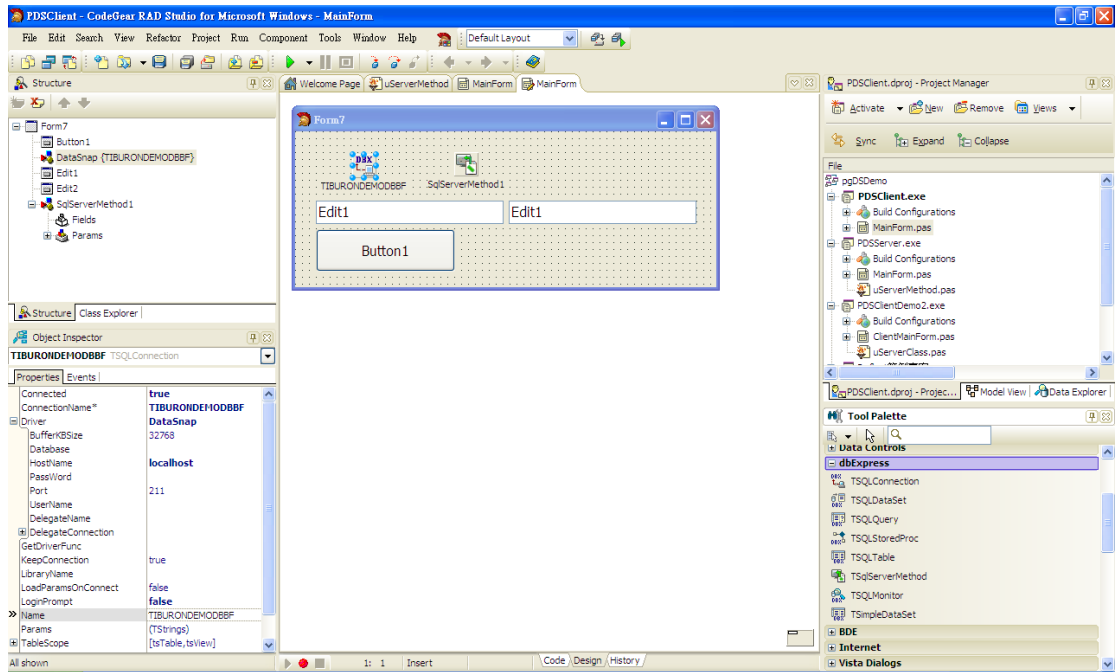 PDSClient - CodeGear RAD Studio for Microsoft Windows - MainForm
File Edit Search View Refactor Project Run Component Tools Window Help Default Layout
Structure
Form7
Button1
DataSnap {TIBURONDEMODBBF}
Edit1
Edit2
SqlServerMethod1
Fields
Params
Structure Class Explorer
Object Inspector
TIBURONDEMODBBF TSQLConnection
Properties Events
Connected true
ConnectionName* TIBURONDEMODBBF
Driver DataSnap
BufferKBSize 32768
Database
HostName localhost
PassWord
Port 211
UserName
DelegateName
DelegateConnection
GetDriverFunc
KeepConnection true
LibraryName
LoadParamsOnConnect false
LoginPrompt false
Name TIBURONDEMODBBF
Params (TStrings)
TableScope [tsTable,tsView]
All shown
Welcome Page uServerMethod MainForm MainForm
Form7
DBX
TIBURONDEMODBBF SqlServerMethod1
Edit1 Edit1
Button1
1: 1 Insert Code Design History
PDSClient.dproj - Project Manager
Activate New Remove Views
Sync Expand Collapse
File
pgDSDemo
PDSClient.exe
Build Configurations
MainForm.pas
PDSServer.exe
Build Configurations
MainForm.pas
uServerMethod.pas
PDSClientDemo2.exe
Build Configurations
ClientMainForm.pas
uServerClass.pas
PDSClient.dproj - Projec... Model View Data Explorer
Tool Palette
Data Controls
dbExpress
TSQLConnection
TSQLDataSet
TSQLQuery
TSQLStoredProc
TSQLTable
TSqlServerMethod
TSQLMonitor
TSimpleDataSet
BDE
Internet
Vista Dialogs